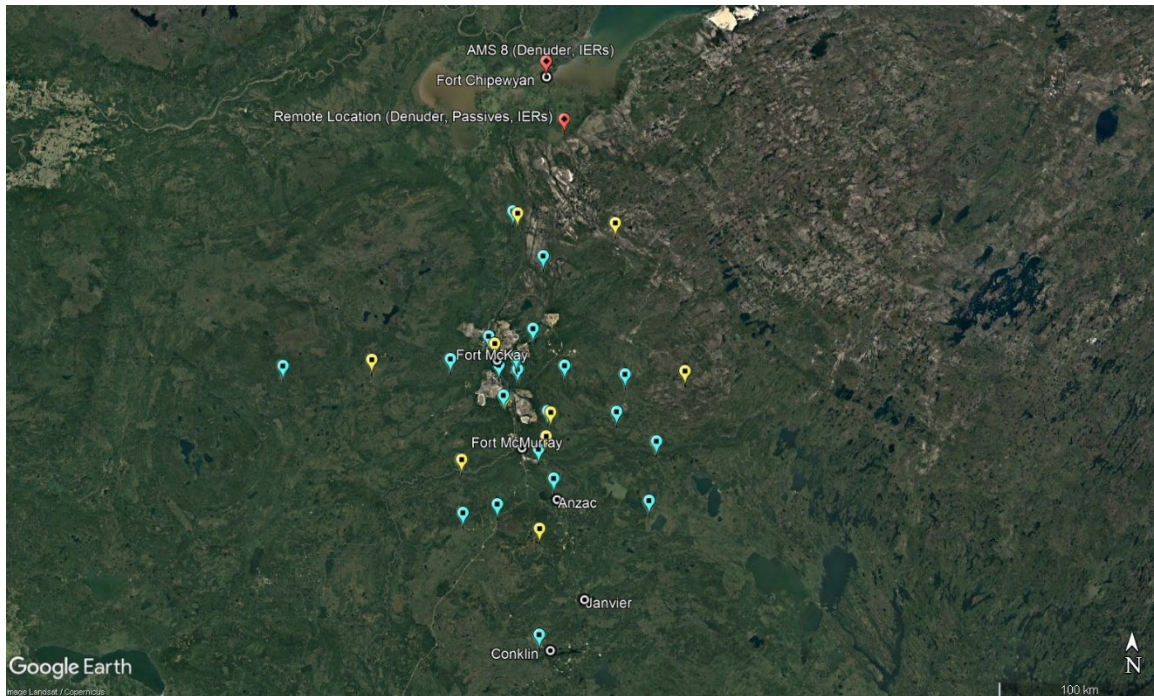 AMS 8 (Denuder, IERs)
Fort Chipewyan
Remote Location (Denuder, Passives, IERs)
Fort McKay
Fort McMurray
Anzac
Janvier
Conklin
N
Google Earth
Image Landsat / Copernicus
100 km